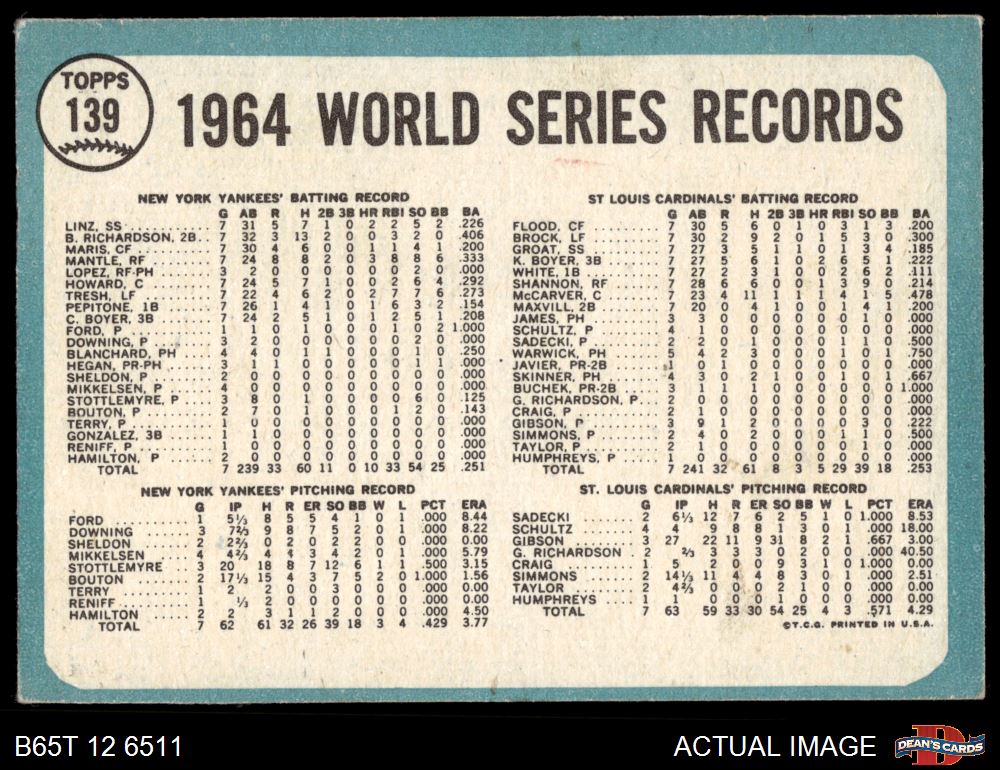 TOPPS
139
1964 WORLD SERIES RECORDS
NEW YORK YANKEES' BATTING RECORD
G AB R H 2B 3B HR RBI SO BB BA
LINZ, SS ........ 7 31 5 7 1 0 2 2 5 2 .226
B. RICHARDSON, 2B.. 7 32 3 13 2 0 0 3 2 0 .406
MARIS, CF ........ 7 30 4 6 0 0 1 1 4 1 .200
MANTLE, RF ........ 7 24 8 8 2 0 3 8 8 6 .333
LOPEZ, RF-PH ..... 3 2 0 0 0 0 0 0 2 0 .000
HOWARD, C ........ 7 24 5 7 1 0 0 2 6 4 .292
TRESH, LF ........ 7 22 4 6 2 0 2 7 7 6 .273
PEPITONE, 1B ..... 7 26 1 4 1 0 1 6 3 2 .154
C. BOYER, 3B ..... 7 24 2 5 1 0 1 2 5 1 .208
FORD, P .......... 1 1 0 1 0 0 0 1 0 2 1.000
DOWNING, P ....... 3 2 0 0 0 0 0 0 2 0 .000
BLANCHARD, PH .... 4 4 0 1 1 0 0 0 1 0 .250
HEGAN, PR-PH ..... 3 1 1 0 0 0 0 0 1 1 .000
SHELDON, P ....... 2 0 0 0 0 0 0 0 0 0 .000
MIKKELSEN, P ..... 4 0 0 0 0 0 0 0 0 0 .000
STOTTLEMYRE, P ... 3 8 0 1 0 0 0 0 6 0 .125
BOUTON, P ........ 2 7 0 1 0 0 0 1 2 0 .143
TERRY, P ......... 1 0 0 0 0 0 0 0 0 0 .000
GONZALEZ, 3B ..... 1 1 0 0 0 0 0 0 0 0 .000
RENIFF, P ........ 1 0 0 0 0 0 0 0 0 0 .000
HAMILTON, P ...... 2 0 0 0 0 0 0 0 0 0 .000
TOTAL 7 239 33 60 11 0 10 33 54 25 .251
NEW YORK YANKEES' PITCHING RECORD
G IP H R ER SO BB W L PCT ERA
FORD ............ 1 5⅓ 8 5 5 4 1 0 1 .000 8.44
DOWNING ......... 3 7⅔ 9 8 7 5 2 0 1 .000 8.22
SHELDON ......... 2 2⅔ 0 2 0 2 2 0 0 .000 0.00
MIKKELSEN ....... 4 4⅔ 4 4 3 4 2 0 1 .000 5.79
STOTTLEMYRE ..... 3 20 18 8 7 12 6 1 1 .500 3.15
BOUTON .......... 2 17⅓ 15 4 3 7 5 2 0 1.000 1.56
TERRY ........... 1 2 2 0 0 3 0 0 0 .000 0.00
RENIFF .......... 1 ⅓ 2 0 0 0 0 0 0 .000 0.00
HAMILTON ........ 2 2 3 1 1 2 0 0 0 .000 4.50
TOTAL 7 62 61 32 26 39 18 3 4 .429 3.77
ST LOUIS CARDINALS' BATTING RECORD
G AB R H 2B 3B HR RBI SO BB BA
FLOOD, CF ........ 7 30 5 6 0 1 0 3 1 3 .200
BROCK, LF ........ 7 30 2 9 2 0 1 5 3 0 .300
GROAT, SS ........ 7 27 3 5 1 1 0 1 3 4 .185
K. BOYER, 3B ..... 7 27 5 6 1 0 2 6 5 1 .222
WHITE, 1B ........ 7 27 2 3 1 0 0 2 6 2 .111
SHANNON, RF ...... 7 28 6 6 0 0 1 3 9 0 .214
McCARVER, C ...... 7 23 4 11 1 1 1 4 1 5 .478
MAXVILL, 2B ...... 7 20 0 4 1 0 0 1 4 1 .200
JAMES, PH ........ 3 3 0 0 0 0 0 0 1 0 .000
SCHULTZ, P ....... 4 1 0 0 0 0 0 0 1 0 .000
SADECKI, P ....... 2 2 0 1 0 0 0 1 1 0 .500
WARWICK, PH ...... 5 4 2 3 0 0 0 1 0 1 .750
JAVIER, PR-2B .... 1 0 1 0 0 0 0 0 0 0 .000
SKINNER, PH ...... 4 3 0 2 1 0 0 1 0 1 .667
BUCHEK, PR-2B .... 4 1 1 1 0 0 0 0 0 0 1.000
G. RICHARDSON, P... 2 0 0 0 0 0 0 0 0 0 .000
CRAIG, P ......... 2 1 0 0 0 0 0 0 1 0 .000
GIBSON, P ........ 3 9 1 2 0 0 0 0 3 0 .222
SIMMONS, P ....... 2 4 0 2 0 0 0 1 1 0 .500
TAYLOR, P ........ 2 1 0 0 0 0 0 0 1 0 .000
HUMPHREYS, P ..... 1 0 0 0 0 0 0 0 0 0 .000
TOTAL 7 241 32 61 8 3 5 29 39 18 .253
ST. LOUIS CARDINALS' PITCHING RECORD
G IP H R ER SO BB W L PCT ERA
SADECKI ......... 2 6⅓ 12 7 6 2 5 1 0 1.000 8.53
SCHULTZ ......... 4 4 9 8 8 1 3 0 1 .000 18.00
GIBSON .......... 3 27 22 11 9 31 8 2 1 .667 3.00
G. RICHARDSON . 2 ⅔ 3 3 3 0 2 0 0 .000 40.50
CRAIG ........... 1 5 2 0 0 9 3 1 0 1.000 0.00
SIMMONS ......... 2 14⅓ 11 4 4 8 3 0 1 .000 2.51
TAYLOR .......... 2 4⅔ 0 0 0 2 1 0 0 .000 0.00
HUMPHREYS ....... 1 1 0 0 0 1 0 0 0 .000 0.00
TOTAL 7 63 59 33 30 54 25 4 3 .571 4.29
©T.C.G. PRINTED IN U.S.A.
B65T 12 6511
ACTUAL IMAGE
D
DEAN'S CARDS